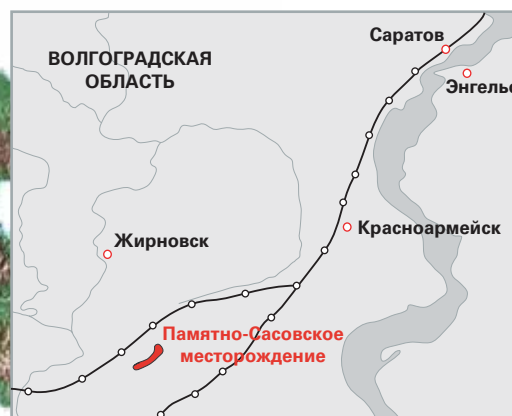 Саратов
ВОЛГОГРАДСКАЯ
ОБЛАСТЬ
Энгельс
Красноармейск
Жирновск
Памятно-Сасовское
месторождение